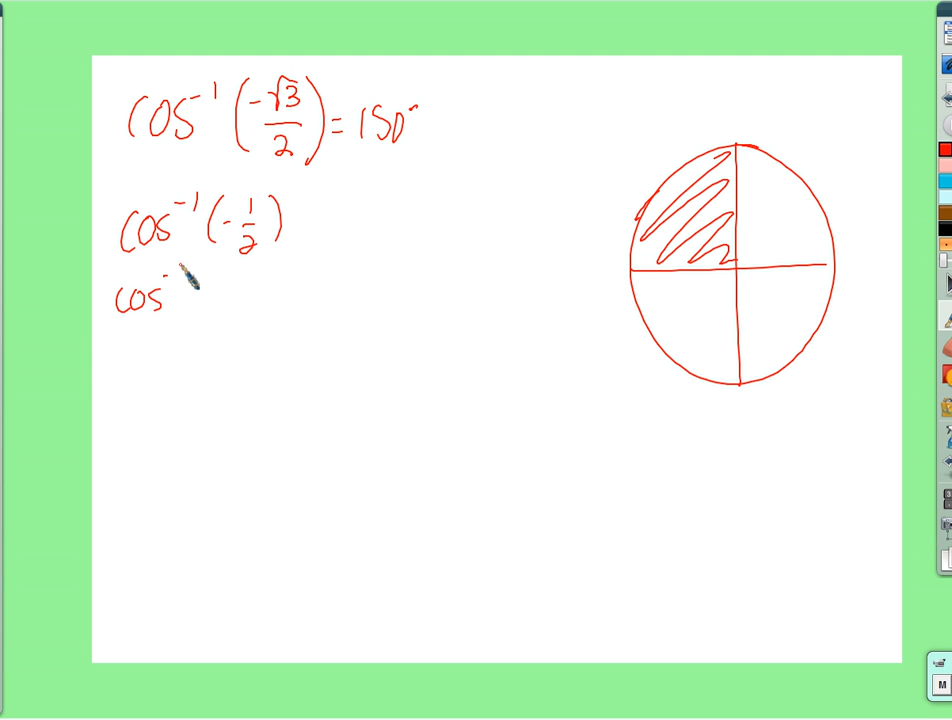 cos⁻¹ (-√3/2) = 150°
cos⁻¹ (-1/2)
cos⁻
M